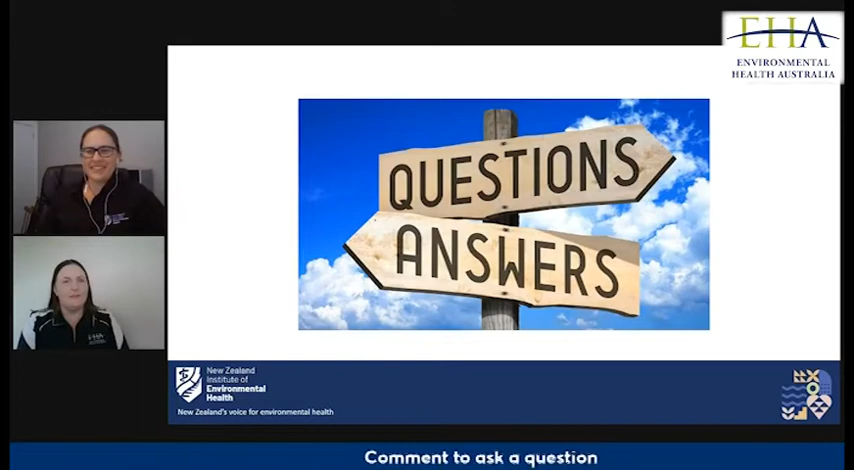 EHA
ENVIRONMENTAL
HEALTH AUSTRALIA
QUESTIONS
ANSWERS
EHA
New Zealand
Institute of
Environmental
Health
New Zealand's voice for environmental health
Comment to ask a question